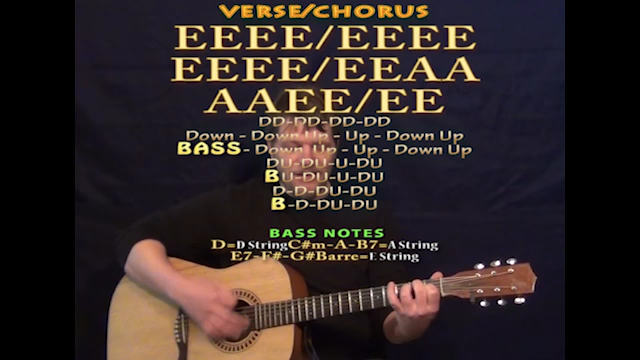 VERSE/CHORUS
EEEE/EEEE
EEEE/EEAA
AAEE/EE
DD-DD-DD-DD
Down - Down Up - Up - Down Up
BASS - Down Up - Up - Down Up
DU-DU-U-DU
BU-DU-U-DU
D-D-DU-DU
B-D-DU-DU
BASS NOTES
D=D StringC#m-A-B7=A String
E7-F#-G#Barre=E String